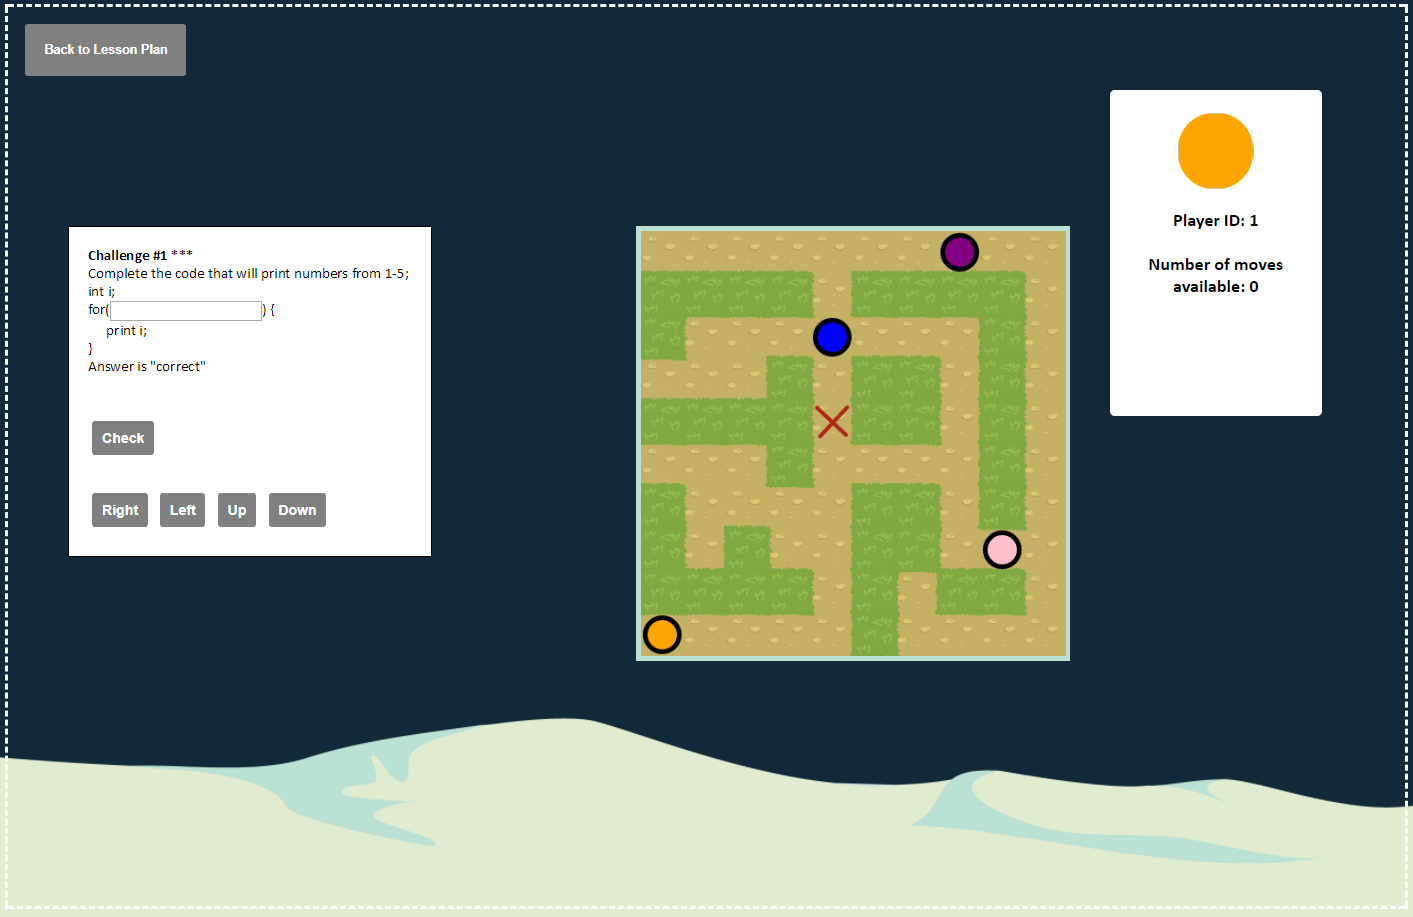 Back to Lesson Plan
Player ID: 1
Number of moves
available: 0
Challenge #1 ***
Complete the code that will print numbers from 1-5;
int i;
for( ) {
print i;
}
Answer is "correct"
Check
Right Left Up Down